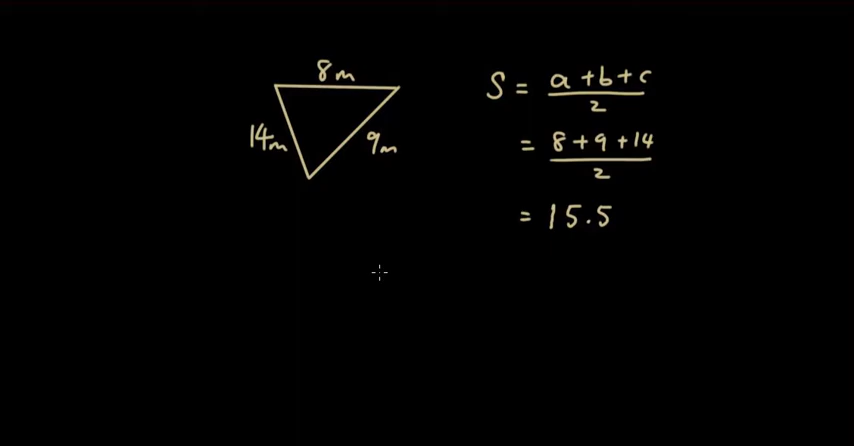 8m
14m
9m
S = a+b+c / 2
= 8+9+14 / 2
= 15.5